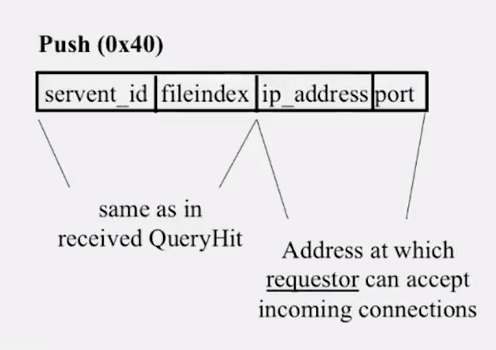 Push (0x40)
servent_id fileindex ip_address port
same as in
received QueryHit
Address at which
requestor can accept
incoming connections